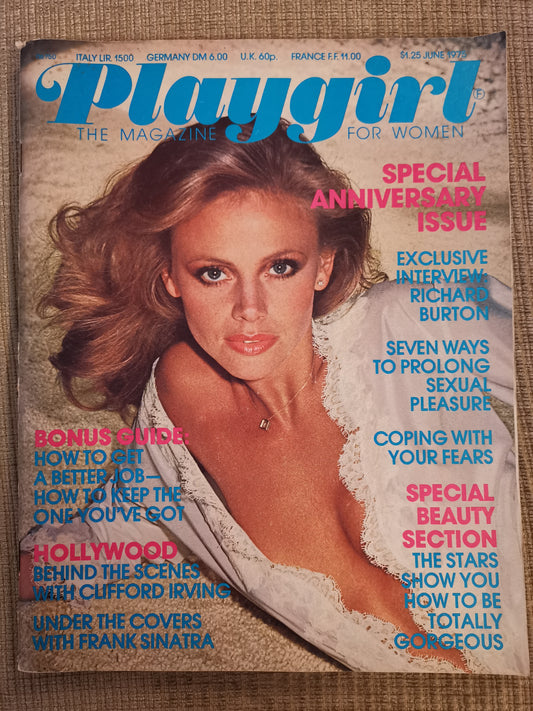 ITALY LIR. 1500 GERMANY DM 6.00 U.K. 60p. FRANCE F.F. 11.00 $1.25 JUNE
Playgirl
THE MAGAZINE FOR WOMEN
SPECIAL
ANNIVERSARY
ISSUE
EXCLUSIVE
INTERVIEW:
RICHARD
BURTON
SEVEN WAYS
TO PROLONG
SEXUAL
PLEASURE
COPING WITH
YOUR FEARS
BONUS GUIDE:
HOW TO GET
A BETTER JOB—
HOW TO KEEP THE
ONE YOU'VE GOT
HOLLYWOOD
BEHIND THE SCENES
WITH CLIFFORD IRVING
UNDER THE COVERS
WITH FRANK SINATRA
SPECIAL
BEAUTY
SECTION
THE STARS
SHOW YOU
HOW TO BE
TOTALLY
GORGEOUS